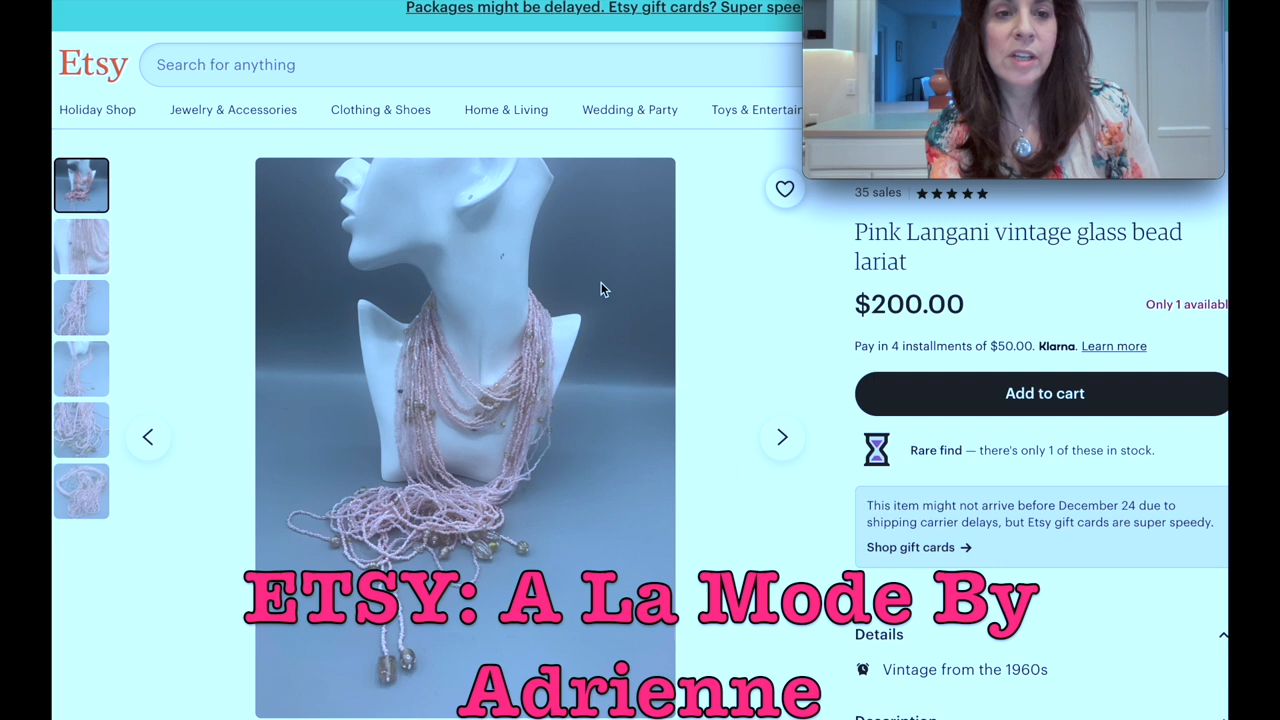 Packages might be delayed. Etsy gift cards? Super
Etsy
Search for anything
Holiday Shop
Jewelry & Accessories
Clothing & Shoes
Home & Living
Wedding & Party
Toys &
35 sales
Pink Langani vintage glass bead
lariat
$200.00
Only 1
Pay in 4 installments of $50.00. Klarna. Learn more
Add to cart
Rare find — there's only 1 of these in stock.
This item might not arrive before December 24 due to
shipping carrier delays, but Etsy gift cards are super speedy.
Shop gift cards →
ETSY: A La Mode By
Adrienne
Details
Vintage from the 1960s